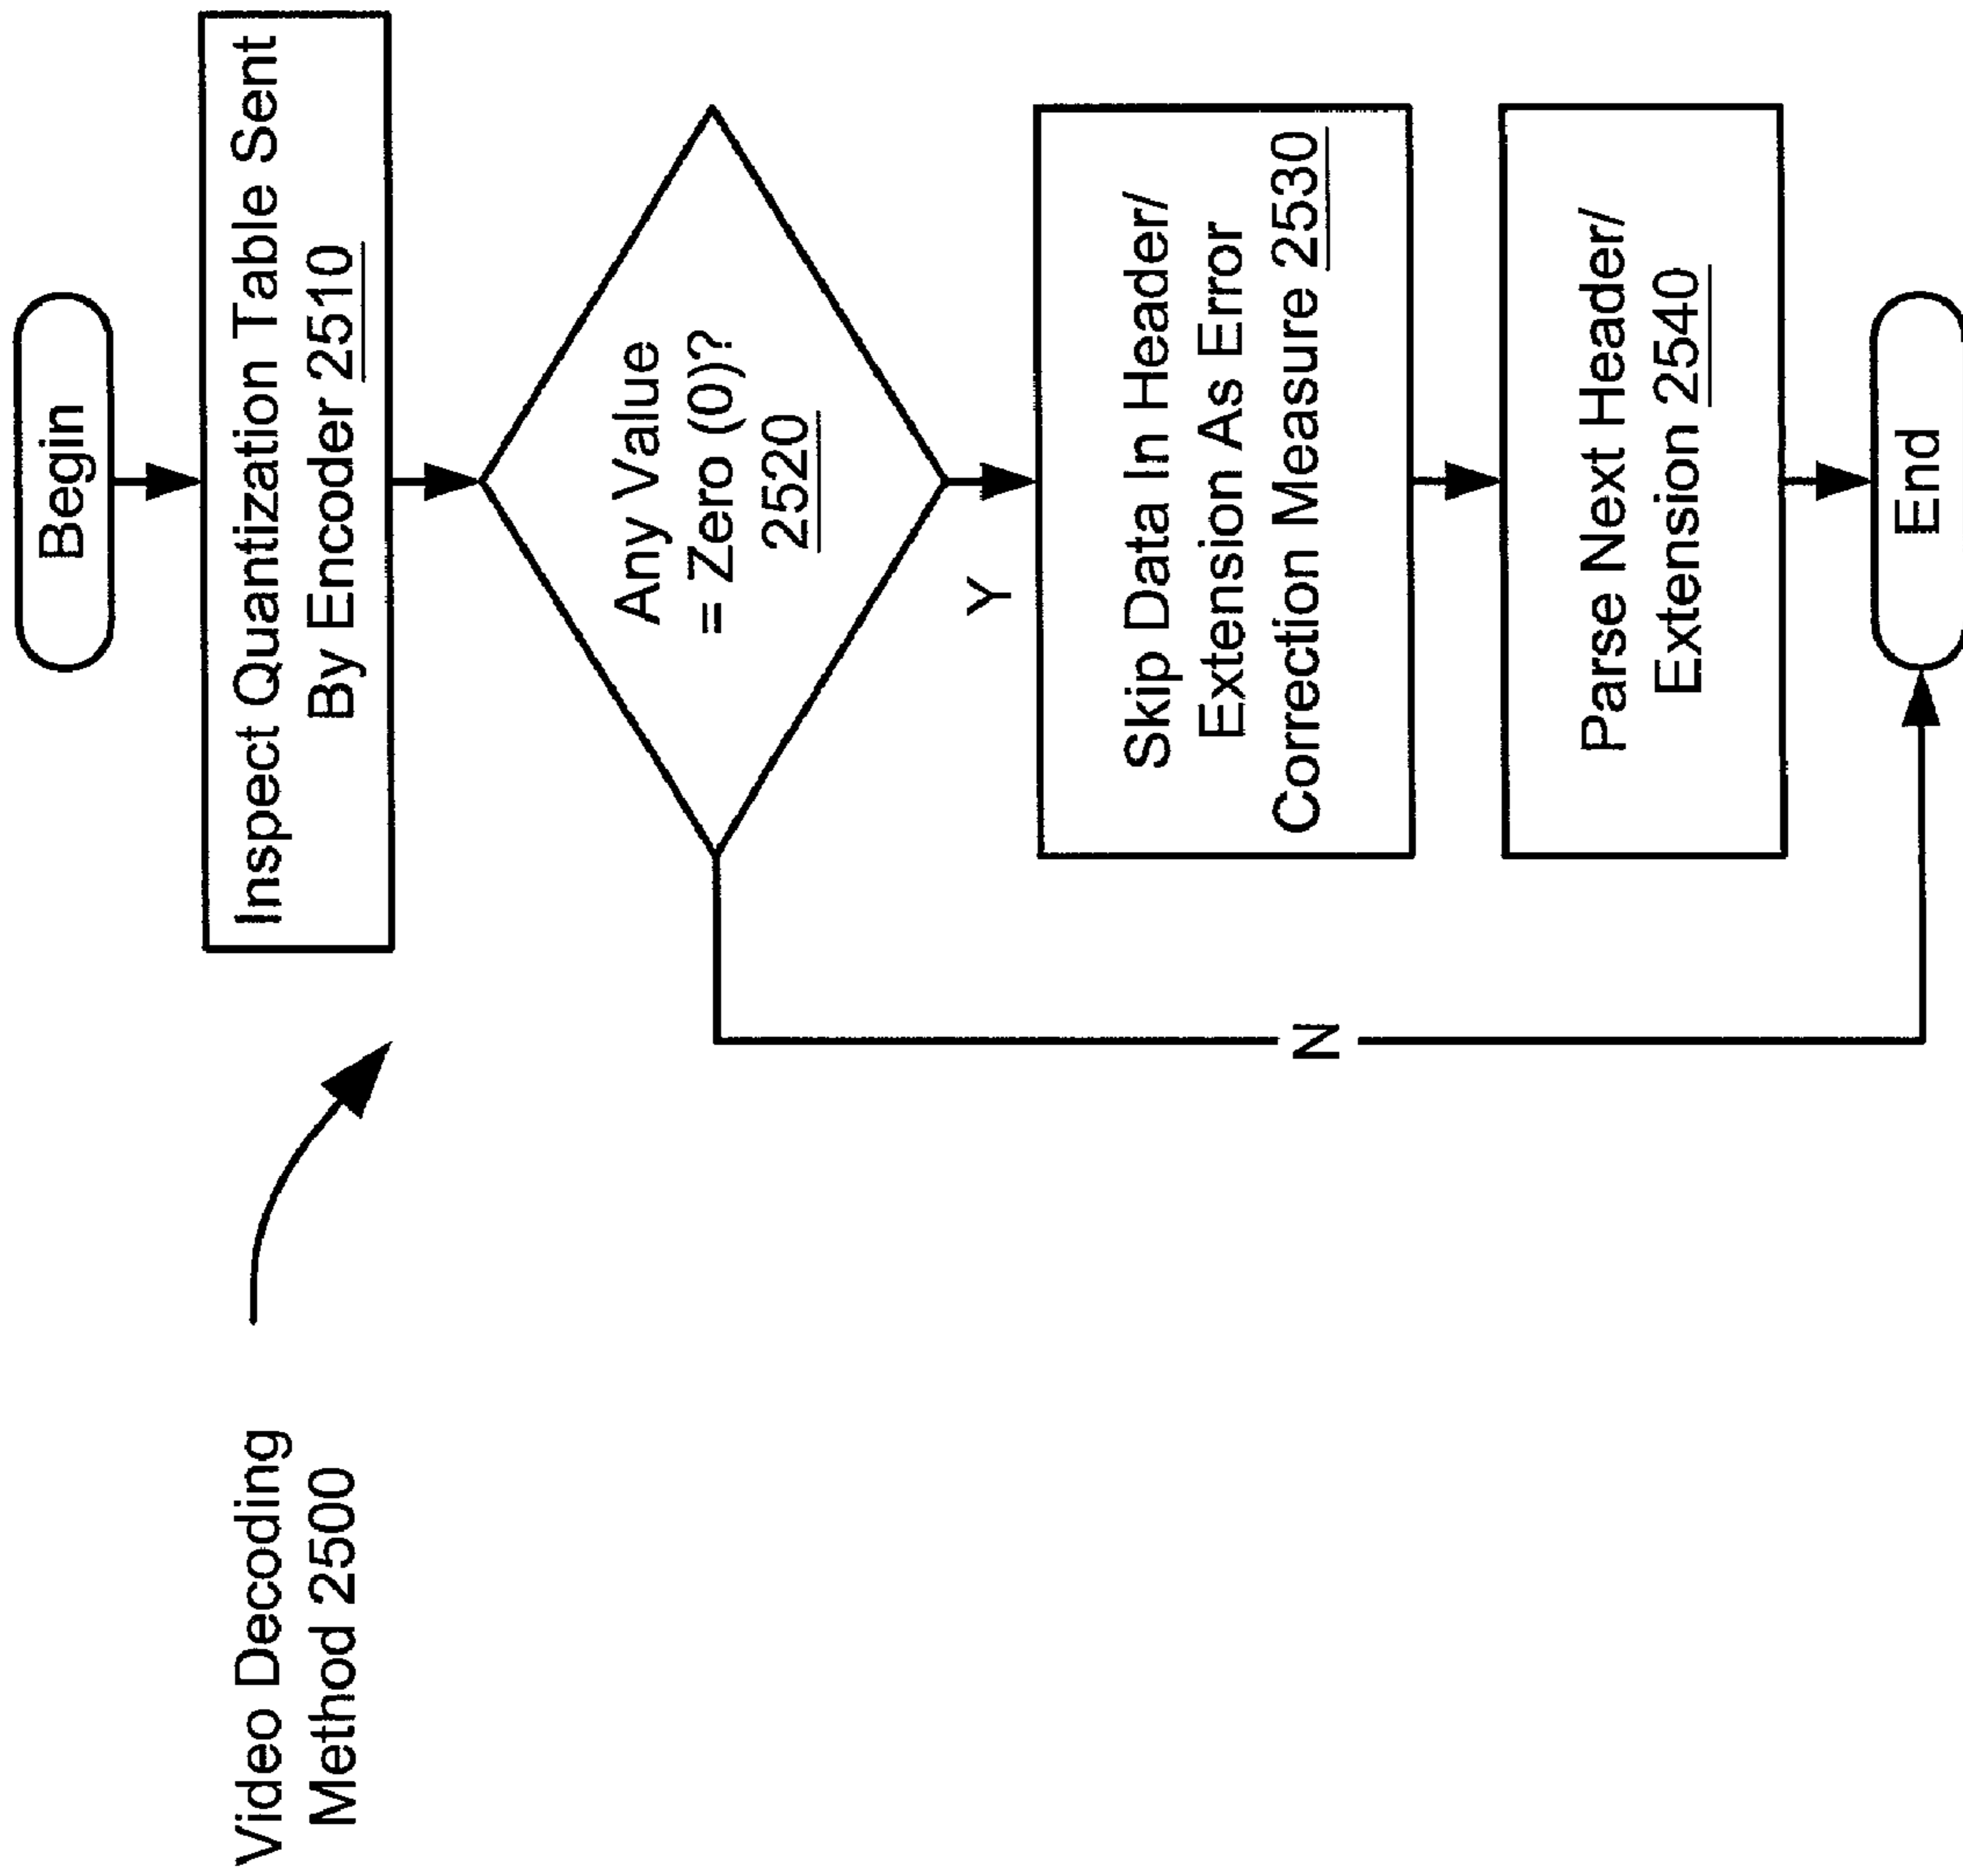 Video Decoding
Method 2500
Begin
Inspect Quantization Table Sent
By Encoder 2510
Any Value
= Zero (0)?
2520
Y
N
Skip Data In Header/
Extension As Error
Correction Measure 2530
Parse Next Header/
Extension 2540
End